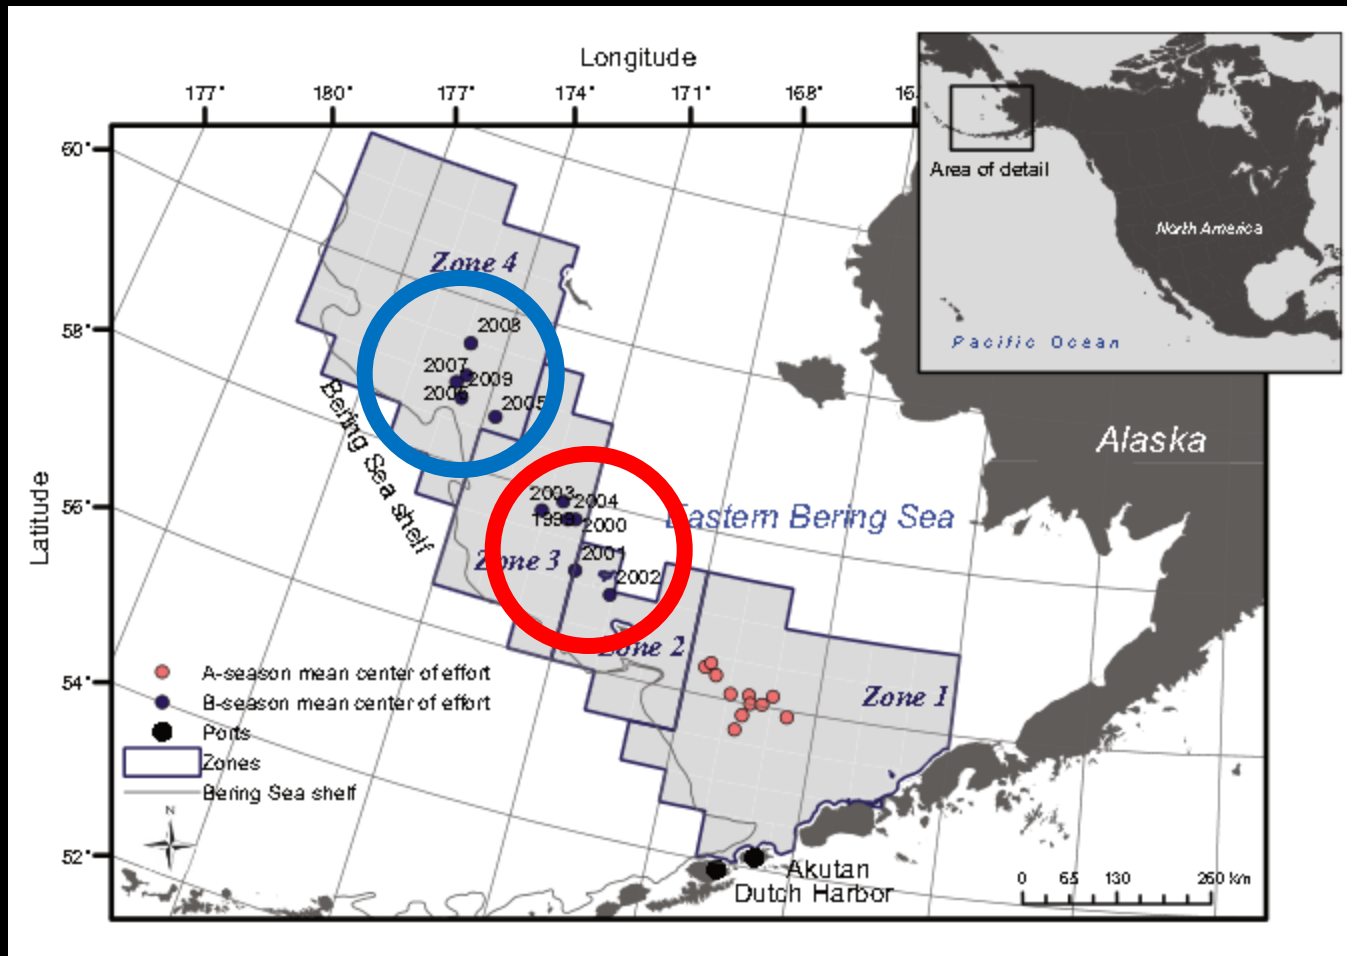 Longitude
177°
180°
177°
174°
171°
168°
Area of detail
North America
Pacific Ocean
60°
58°
56°
54°
52°
Latitude
Zone 4
2008
2007
2009
2006
2005
Bering Sea shelf
Alaska
2003
2004
1999
2000
Eastern Bering Sea
2001
Zone 3
2002
Zone 2
Zone 1
A-season mean center of effort
B-season mean center of effort
Ports
Zones
Bering Sea shelf
N
Akutan
Dutch Harbor
0 65 130 260 km